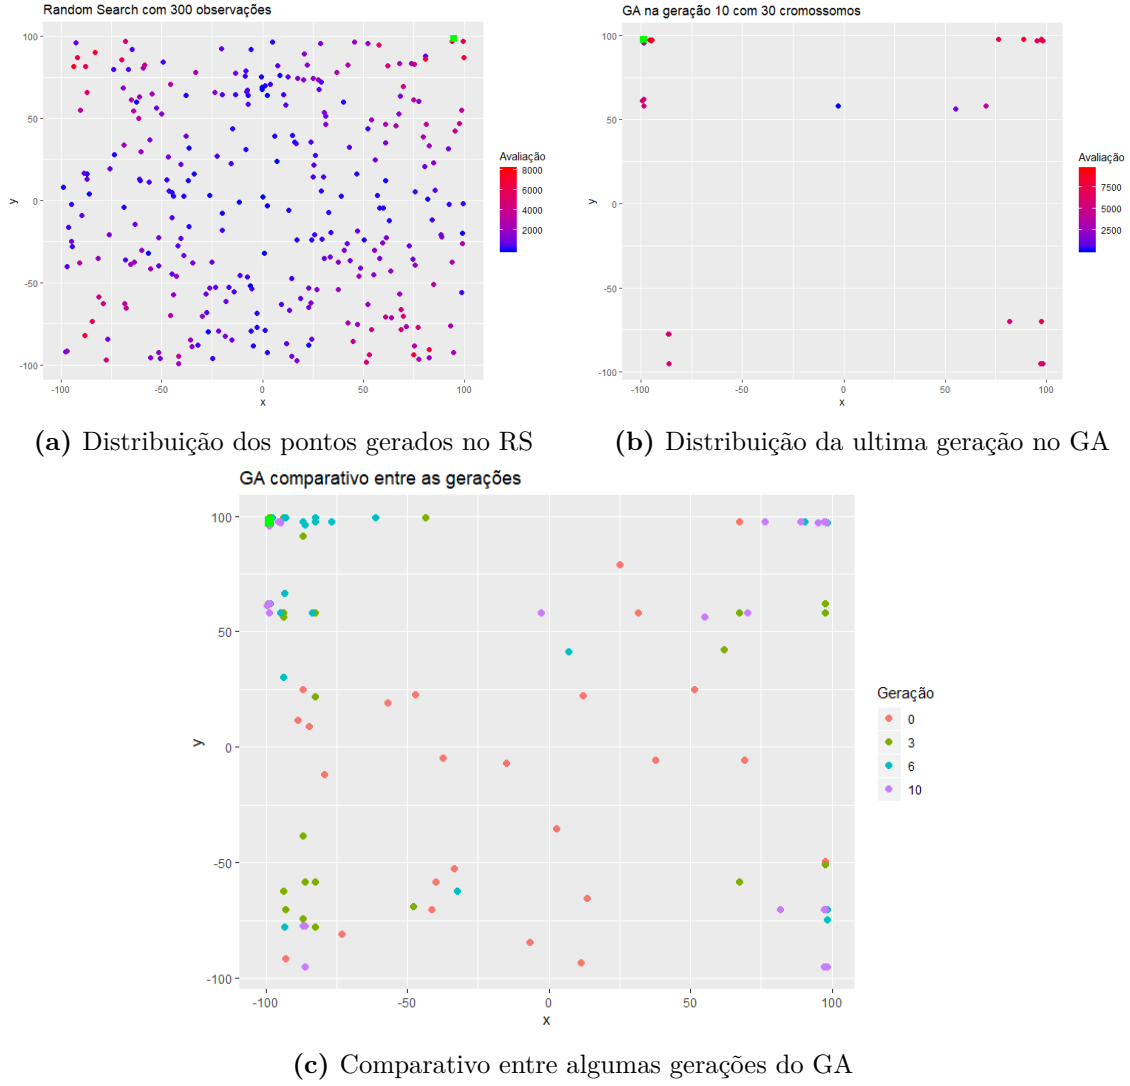 Random Search com 300 observações
100
50
0
-50
-100
y
-100
-50
0
50
100
x
Avaliação
8000
6000
4000
2000
(a) Distribuição dos pontos gerados no RS
GA na geração 10 com 30 cromossomos
100
50
0
-50
-100
y
-100
-50
0
50
100
x
Avaliação
7500
5000
2500
(b) Distribuição da ultima geração no GA
GA comparativo entre as gerações
100
50
0
-50
-100
y
-100
-50
0
50
100
x
Geração
0
3
6
10
(c) Comparativo entre algumas gerações do GA